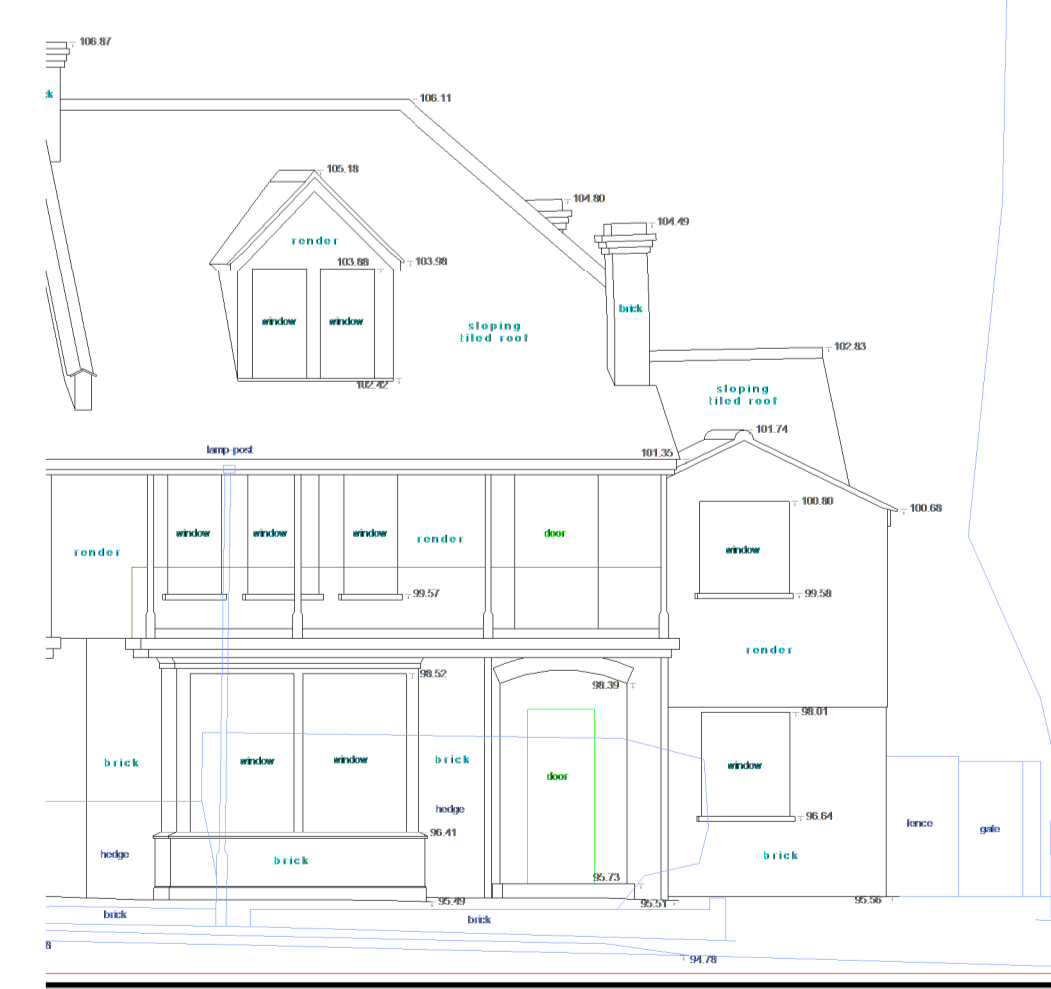 106.87
106.11
105.18
104.80
104.49
render
103.88
103.98
brick
window
window
sloping
tiled roof
102.83
102.42
sloping
tiled roof
101.74
lamp-post
101.35
100.80
100.68
window
window
window
render
door
render
window
99.57
99.58
render
98.52
98.39
98.01
brick
window
window
brick
door
window
hedge
96.64
fence
gate
96.41
hedge
brick
brick
95.73
95.49
95.51
95.56
brick
brick
94.78